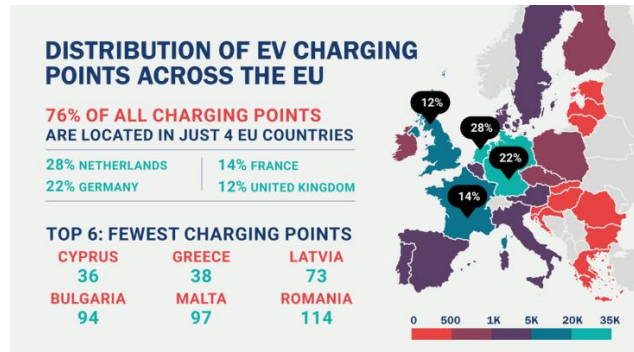 DISTRIBUTION OF EV CHARGING
POINTS ACROSS THE EU
76% OF ALL CHARGING POINTS
ARE LOCATED IN JUST 4 EU COUNTRIES
28% NETHERLANDS
14% FRANCE
22% GERMANY
12% UNITED KINGDOM
TOP 6: FEWEST CHARGING POINTS
CYPRUS GREECE LATVIA
36 38 73
BULGARIA MALTA ROMANIA
94 97 114
12%
28%
22%
14%
0 500 1K 5K 20K 35K